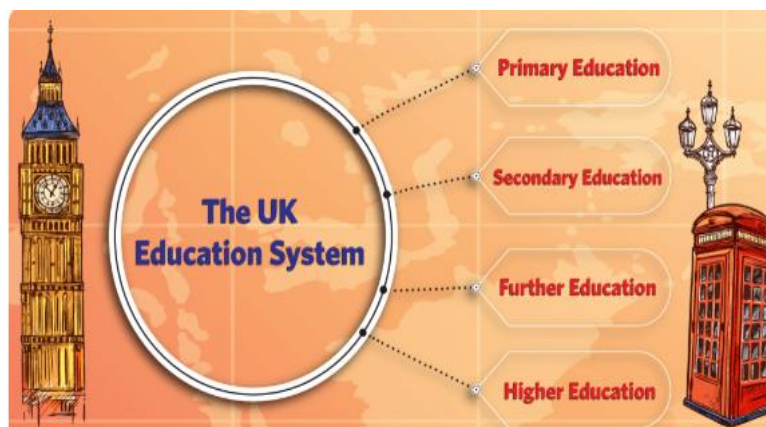 The UK
Education System
Primary Education
Secondary Education
Further Education
Higher Education